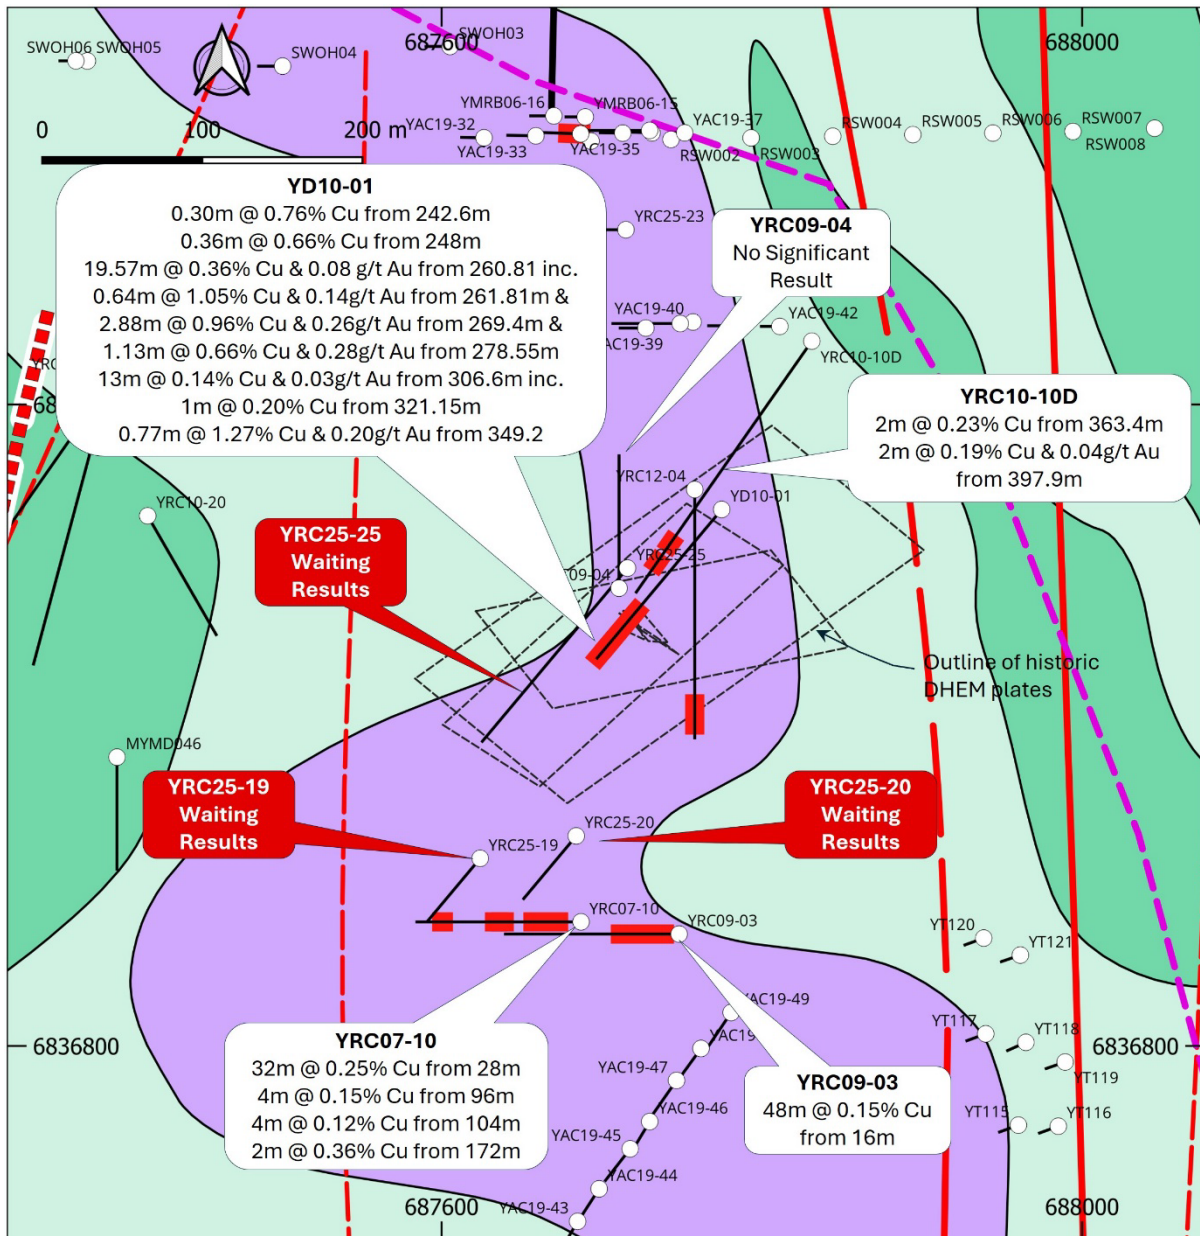 SWOH06 SWOH05
SWOH04
687600
SWOH03
688000
0 100 200 m
YMRB06-16
YMRB06-15
YAC19-32
YAC19-33
YAC19-35
YAC19-37
RSW002
RSW003
RSW004
RSW005
RSW006
RSW007
RSW008
YD10-01
0.30m @ 0.76% Cu from 242.6m
0.36m @ 0.66% Cu from 248m
19.57m @ 0.36% Cu & 0.08 g/t Au from 260.81 inc.
0.64m @ 1.05% Cu & 0.14g/t Au from 261.81m &
2.88m @ 0.96% Cu & 0.26g/t Au from 269.4m &
1.13m @ 0.66% Cu & 0.28g/t Au from 278.55m
13m @ 0.14% Cu & 0.03g/t Au from 306.6m inc.
1m @ 0.20% Cu from 321.15m
0.77m @ 1.27% Cu & 0.20g/t Au from 349.2
YRC25-23
YRC09-04
No Significant
Result
YAC19-40
AC19-39
YAC19-42
YRC10-10D
YRC10-10D
2m @ 0.23% Cu from 363.4m
2m @ 0.19% Cu & 0.04g/t Au
from 397.9m
YRC12-04
YD10-01
YRC10-20
YRC25-25
Waiting
Results
YRC25-25
09-04
Outline of historic
DHEM plates
MYMD046
YRC25-19
Waiting
Results
YRC25-20
Waiting
Results
YRC25-20
YRC25-19
YRC07-10
YRC09-03
YT120
YT121
YAC19-49
YAC19
YAC19-47
YAC19-46
YAC19-45
YAC19-44
YAC19-43
YT117
YT118
YT119
YT115
YT116
6836800
6836800
YRC07-10
32m @ 0.25% Cu from 28m
4m @ 0.15% Cu from 96m
4m @ 0.12% Cu from 104m
2m @ 0.36% Cu from 172m
YRC09-03
48m @ 0.15% Cu
from 16m
687600
688000